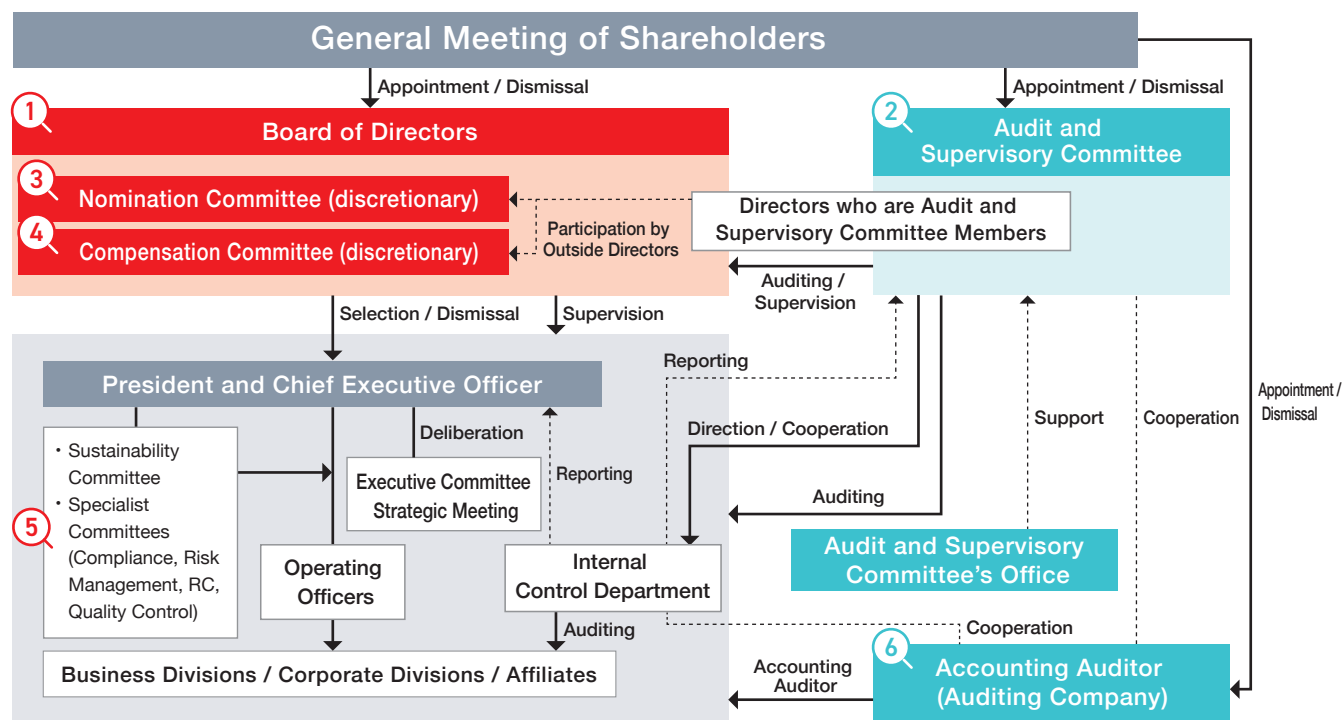 General Meeting of Shareholders
Appointment / Dismissal
Appointment / Dismissal
1
Board of Directors
2
Audit and
Supervisory Committee
3
Nomination Committee (discretionary)
4
Compensation Committee (discretionary)
Participation by
Outside Directors
Directors who are Audit and
Supervisory Committee Members
Auditing /
Supervision
Selection / Dismissal
Supervision
Reporting
President and Chief Executive Officer
Appointment /
Dismissal
Support
Cooperation
Direction / Cooperation
Deliberation
・ Sustainability
Committee
・ Specialist
Committees
(Compliance, Risk
Management, RC,
Quality Control)
5
Executive Committee
Strategic Meeting
Reporting
Auditing
Operating
Officers
Internal
Control Department
Audit and Supervisory
Committee's Office
Auditing
Cooperation
Business Divisions / Corporate Divisions / Affiliates
Accounting
Auditor
6
Accounting Auditor
(Auditing Company)